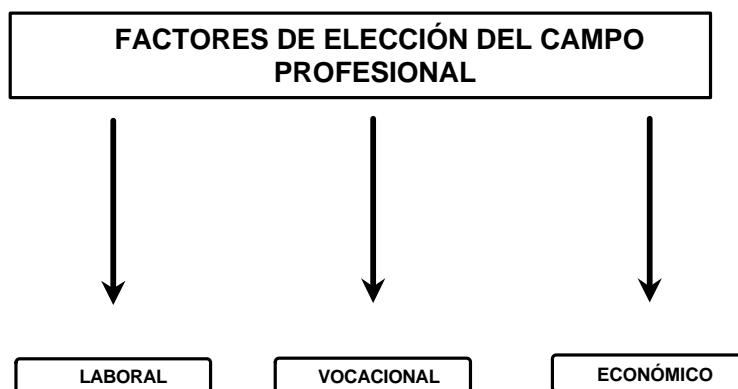 FACTORES DE ELECCIÓN DEL CAMPO
PROFESIONAL
LABORAL
VOCACIONAL
ECONÓMICO